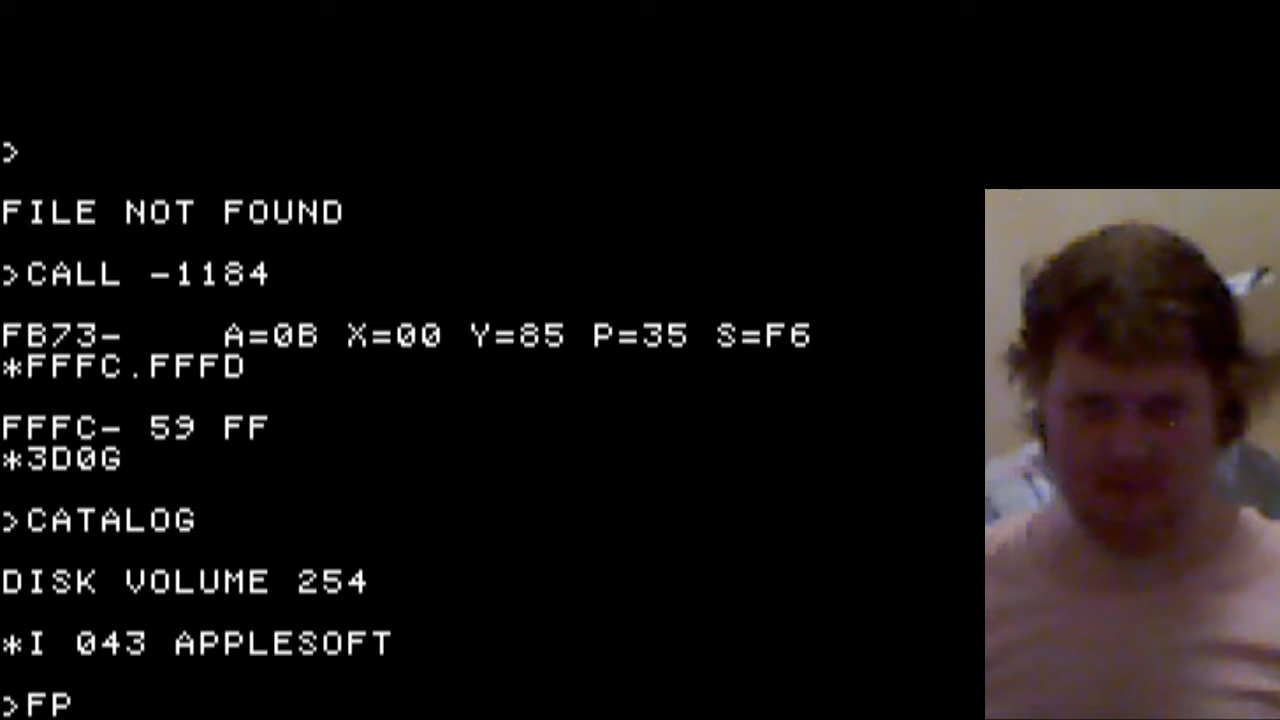 >
FILE NOT FOUND
>CALL -1184
FB73-    A=0B X=00 Y=85 P=35 S=F6
*FFFC.FFFD
FFFC- 59 FF
*3D0G
>CATALOG
DISK VOLUME 254
*I 043 APPLESOFT
>FP